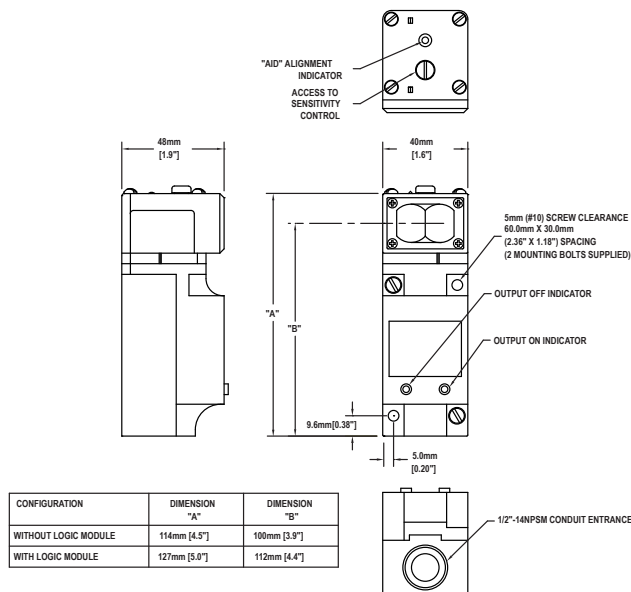 "AID" ALIGNMENT
INDICATOR
ACCESS TO
SENSITIVITY
CONTROL
48mm
[1.9"]
40mm
[1.6"]
5mm (#10) SCREW CLEARANCE
60.0mm X 30.0mm
(2.36" X 1.18") SPACING
(2 MOUNTING BOLTS SUPPLIED)
"A"
"B"
OUTPUT OFF INDICATOR
OUTPUT ON INDICATOR
9.6mm[0.38"]
5.0mm
[0.20"]
CONFIGURATION DIMENSION "A" DIMENSION "B"
WITHOUT LOGIC MODULE 114mm [4.5"] 100mm [3.9"]
WITH LOGIC MODULE 127mm [5.0"] 112mm [4.4"]
1/2"-14NPSM CONDUIT ENTRANCE